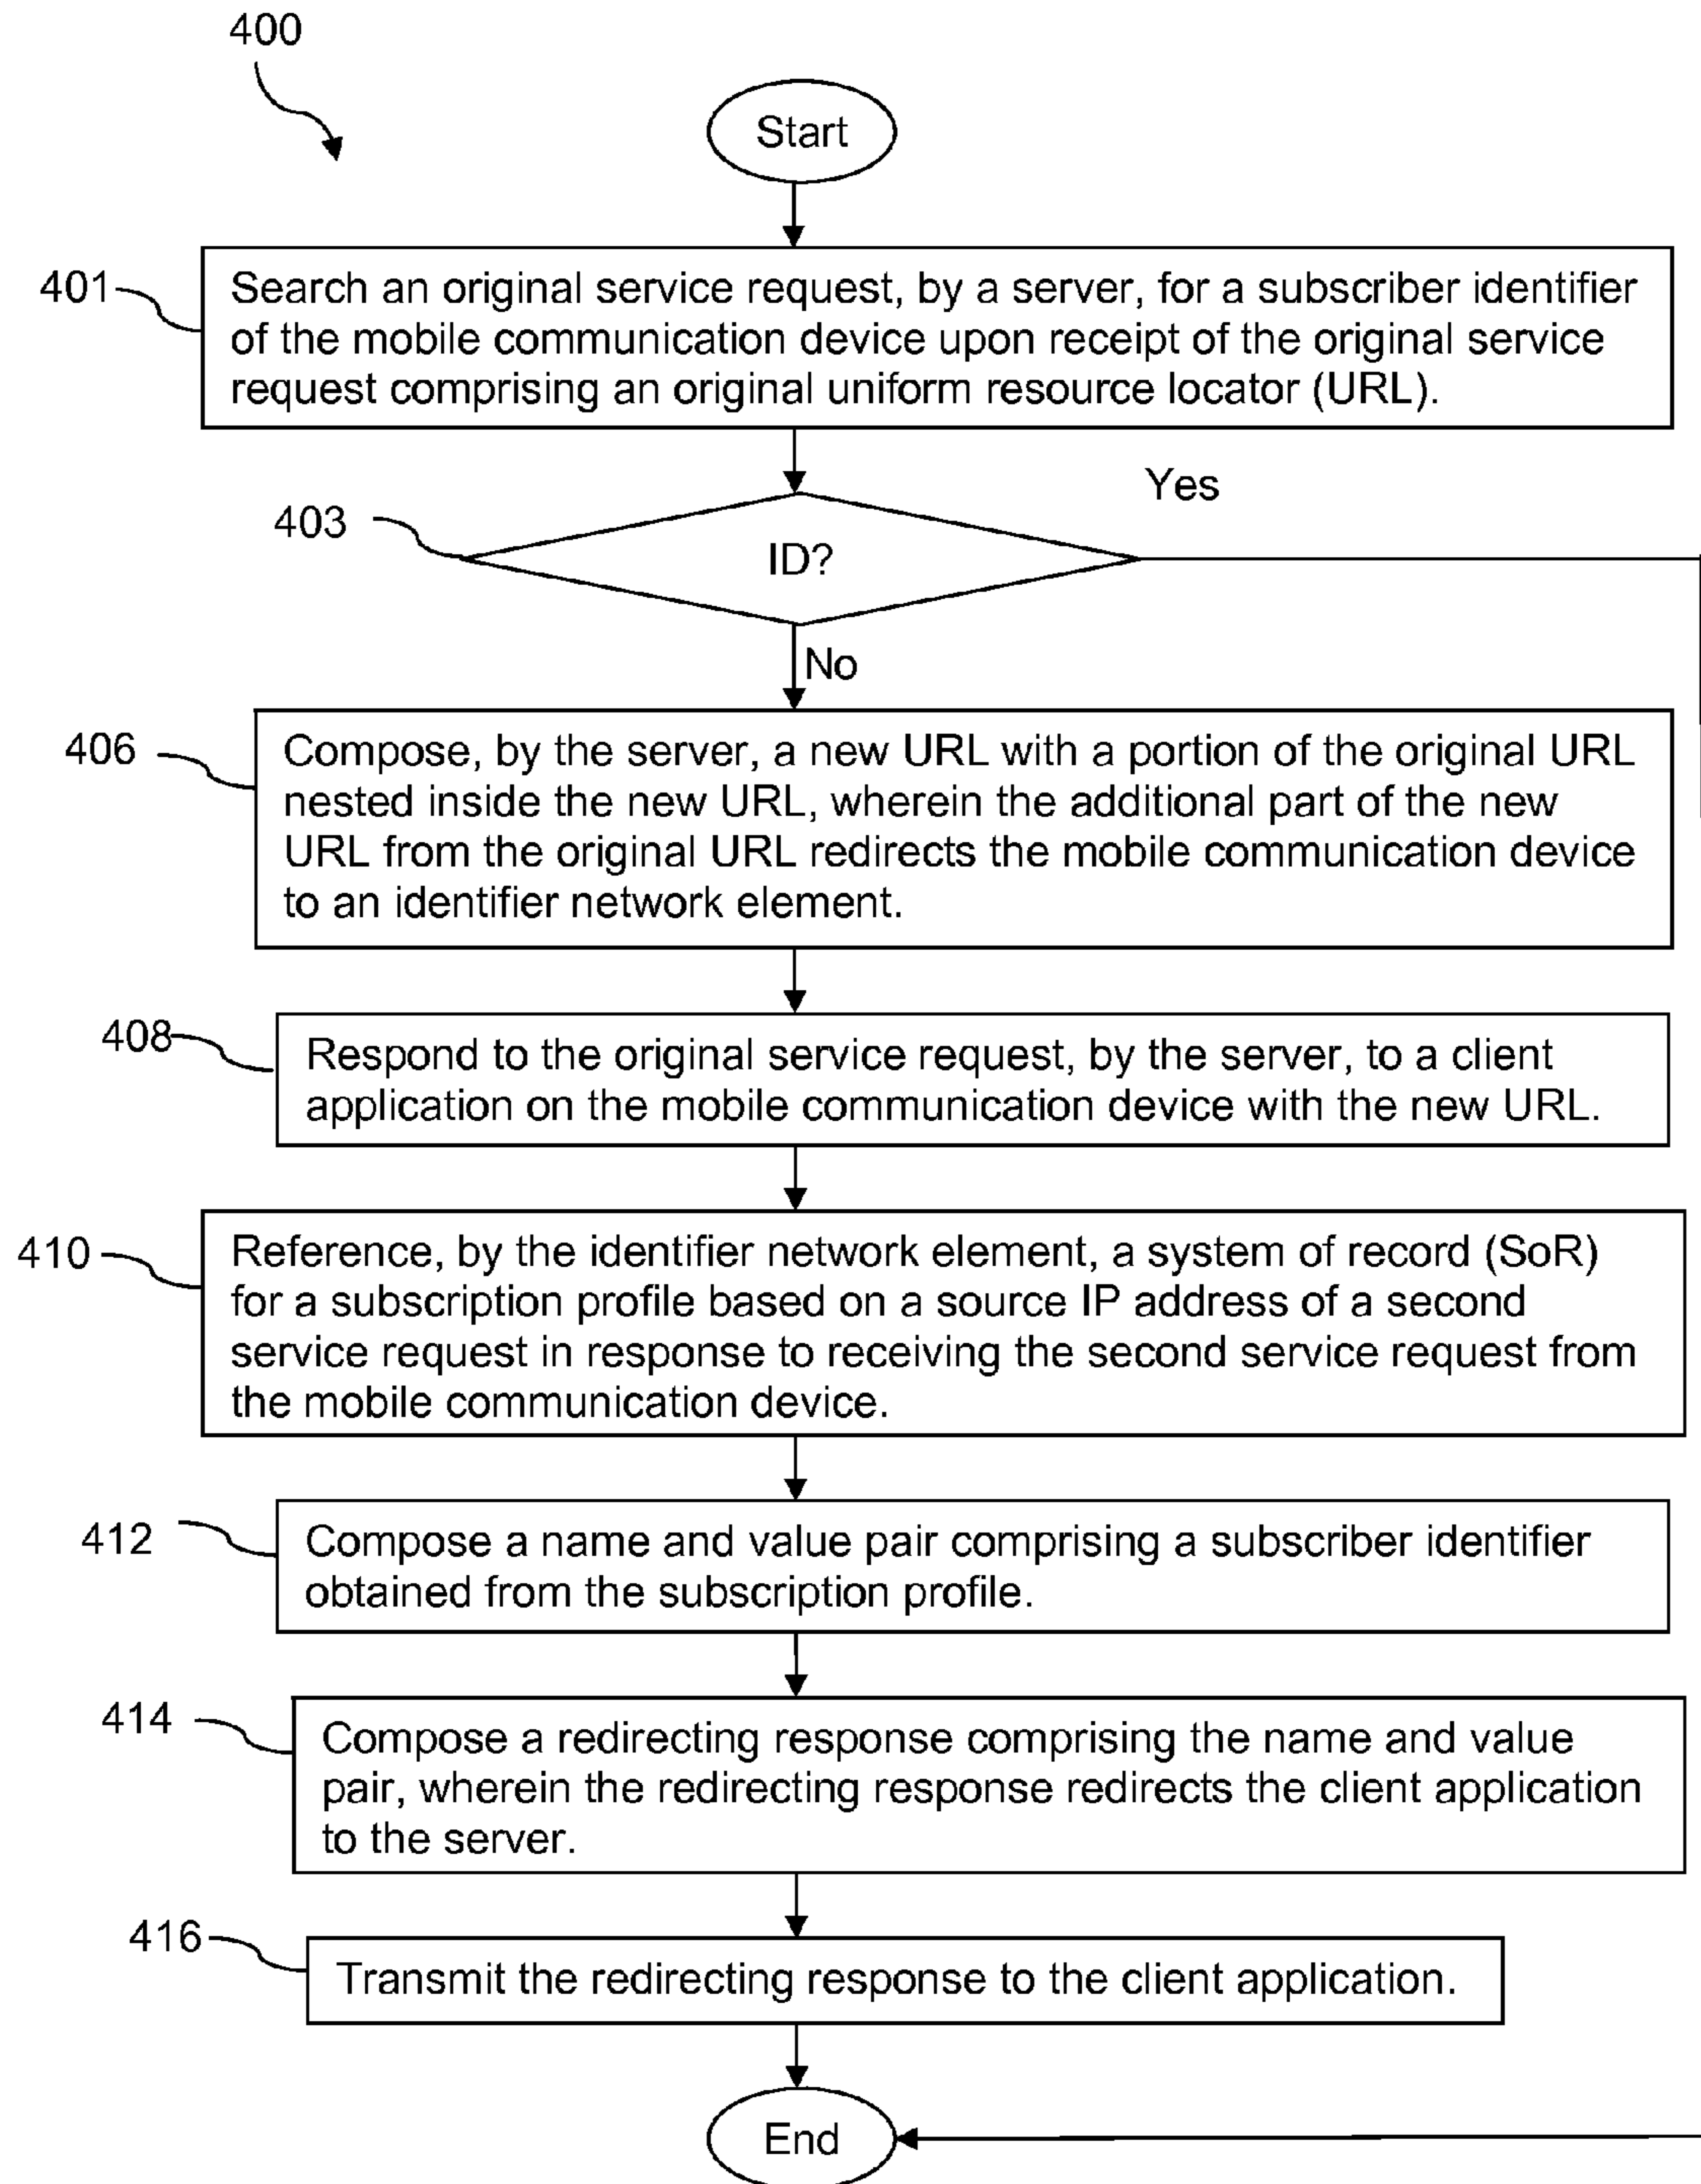 400
Start
401
Search an original service request, by a server, for a subscriber identifier
of the mobile communication device upon receipt of the original service
request comprising an original uniform resource locator (URL).
Yes
403
ID?
No
406
Compose, by the server, a new URL with a portion of the original URL
nested inside the new URL, wherein the additional part of the new
URL from the original URL redirects the mobile communication device
to an identifier network element.
408
Respond to the original service request, by the server, to a client
application on the mobile communication device with the new URL.
410
Reference, by the identifier network element, a system of record (SoR)
for a subscription profile based on a source IP address of a second
service request in response to receiving the second service request from
the mobile communication device.
412
Compose a name and value pair comprising a subscriber identifier
obtained from the subscription profile.
414
Compose a redirecting response comprising the name and value
pair, wherein the redirecting response redirects the client application
to the server.
416
Transmit the redirecting response to the client application.
End